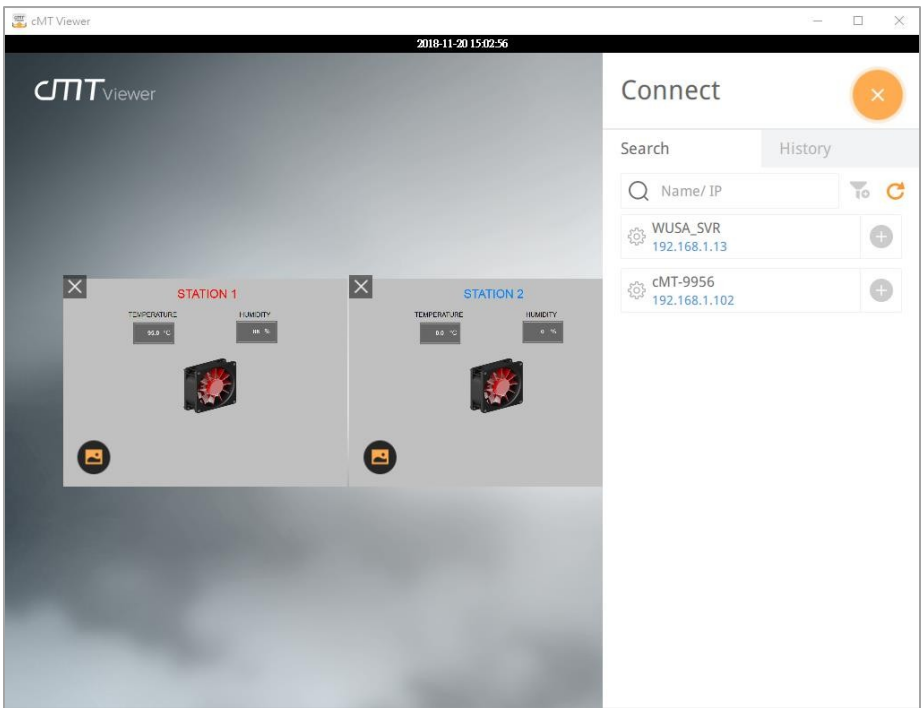 cMT Viewer
2018-11-20 15:02:56
cMT Viewer
Connect
Search History
Name/ IP
WUSA_SVR
192.168.1.13
cMT-9956
192.168.1.102
STATION 1
TEMPERATURE HUMIDITY
°C %
STATION 2
TEMPERATURE HUMIDITY
0.0 °C %